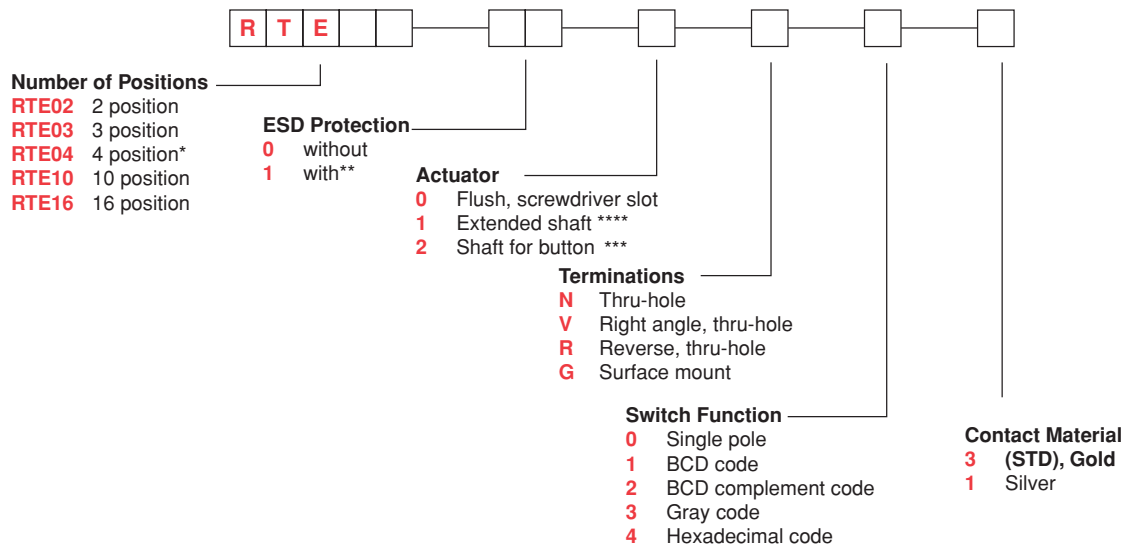 R T E
Number of Positions
RTE02 2 position
RTE03 3 position
RTE04 4 position*
RTE10 10 position
RTE16 16 position
ESD Protection
0 without
1 with**
Actuator
0 Flush, screwdriver slot
1 Extended shaft ****
2 Shaft for button ***
Terminations
N Thru-hole
V Right angle, thru-hole
R Reverse, thru-hole
G Surface mount
Switch Function
0 Single pole
1 BCD code
2 BCD complement code
3 Gray code
4 Hexadecimal code
Contact Material
3 (STD), Gold
1 Silver